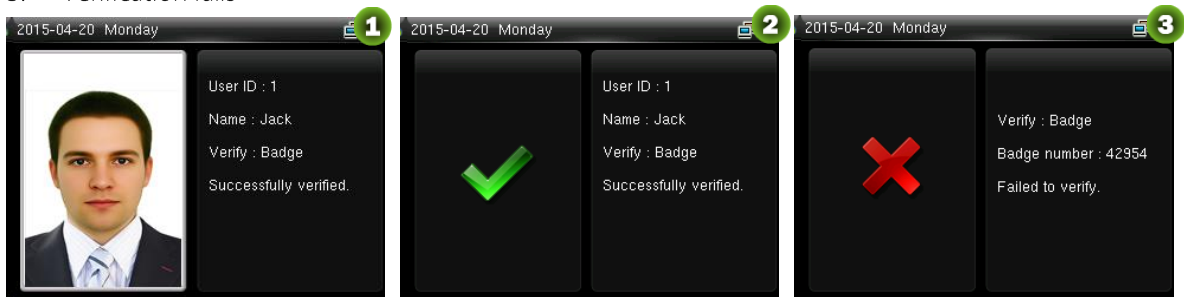 2015-04-20 Monday
1
User ID : 1
Name : Jack
Verify : Badge
Successfully verified.
2015-04-20 Monday
2
User ID : 1
Name : Jack
Verify : Badge
Successfully verified.
2015-04-20 Monday
3
Verify : Badge
Badge number : 42954
Failed to verify.